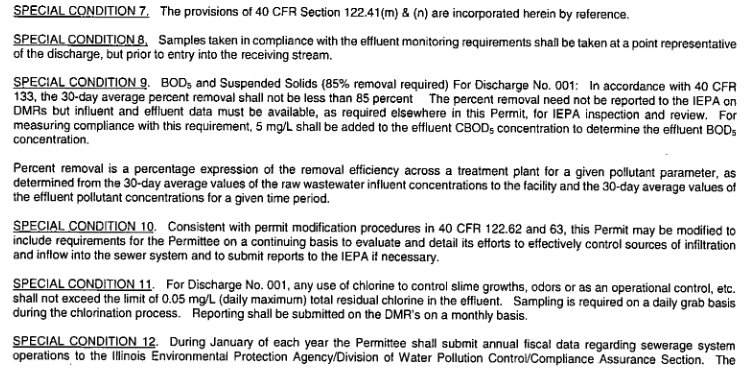 SPECIAL CONDITION 7. The provisions of 40 CFR Section 122.41(m) & (n) are incorporated herein by reference.
SPECIAL CONDITION 8. Samples taken in compliance with the effluent monitoring requirements shall be taken at a point representative
of the discharge, but prior to entry into the receiving stream.
SPECIAL CONDITION 9. BOD₅ and Suspended Solids (85% removal required) For Discharge No. 001: In accordance with 40 CFR
133, the 30-day average percent removal shall not be less than 85 percent The percent removal need not be reported to the IEPA on
DMRs but influent and effluent data must be available, as required elsewhere in this Permit, for IEPA inspection and review. For
measuring compliance with this requirement, 5 mg/L shall be added to the effluent CBOD₅ concentration to determine the effluent BOD₅
concentration.
Percent removal is a percentage expression of the removal efficiency across a treatment plant for a given pollutant parameter, as
determined from the 30-day average values of the raw wastewater influent concentrations to the facility and the 30-day average values of
the effluent pollutant concentrations for a given time period.
SPECIAL CONDITION 10. Consistent with permit modification procedures in 40 CFR 122.62 and 63, this Permit may be modified to
include requirements for the Permittee on a continuing basis to evaluate and detail its efforts to effectively control sources of infiltration
and inflow into the sewer system and to submit reports to the IEPA if necessary.
SPECIAL CONDITION 11. For Discharge No. 001, any use of chlorine to control slime growths, odors or as an operational control, etc.
shall not exceed the limit of 0.05 mg/L (daily maximum) total residual chlorine in the effluent. Sampling is required on a daily grab basis
during the chlorination process. Reporting shall be submitted on the DMR's on a monthly basis.
SPECIAL CONDITION 12. During January of each year the Permittee shall submit annual fiscal data regarding sewerage system
operations to the Illinois Environmental Protection Agency/Division of Water Pollution Control/Compliance Assurance Section. The